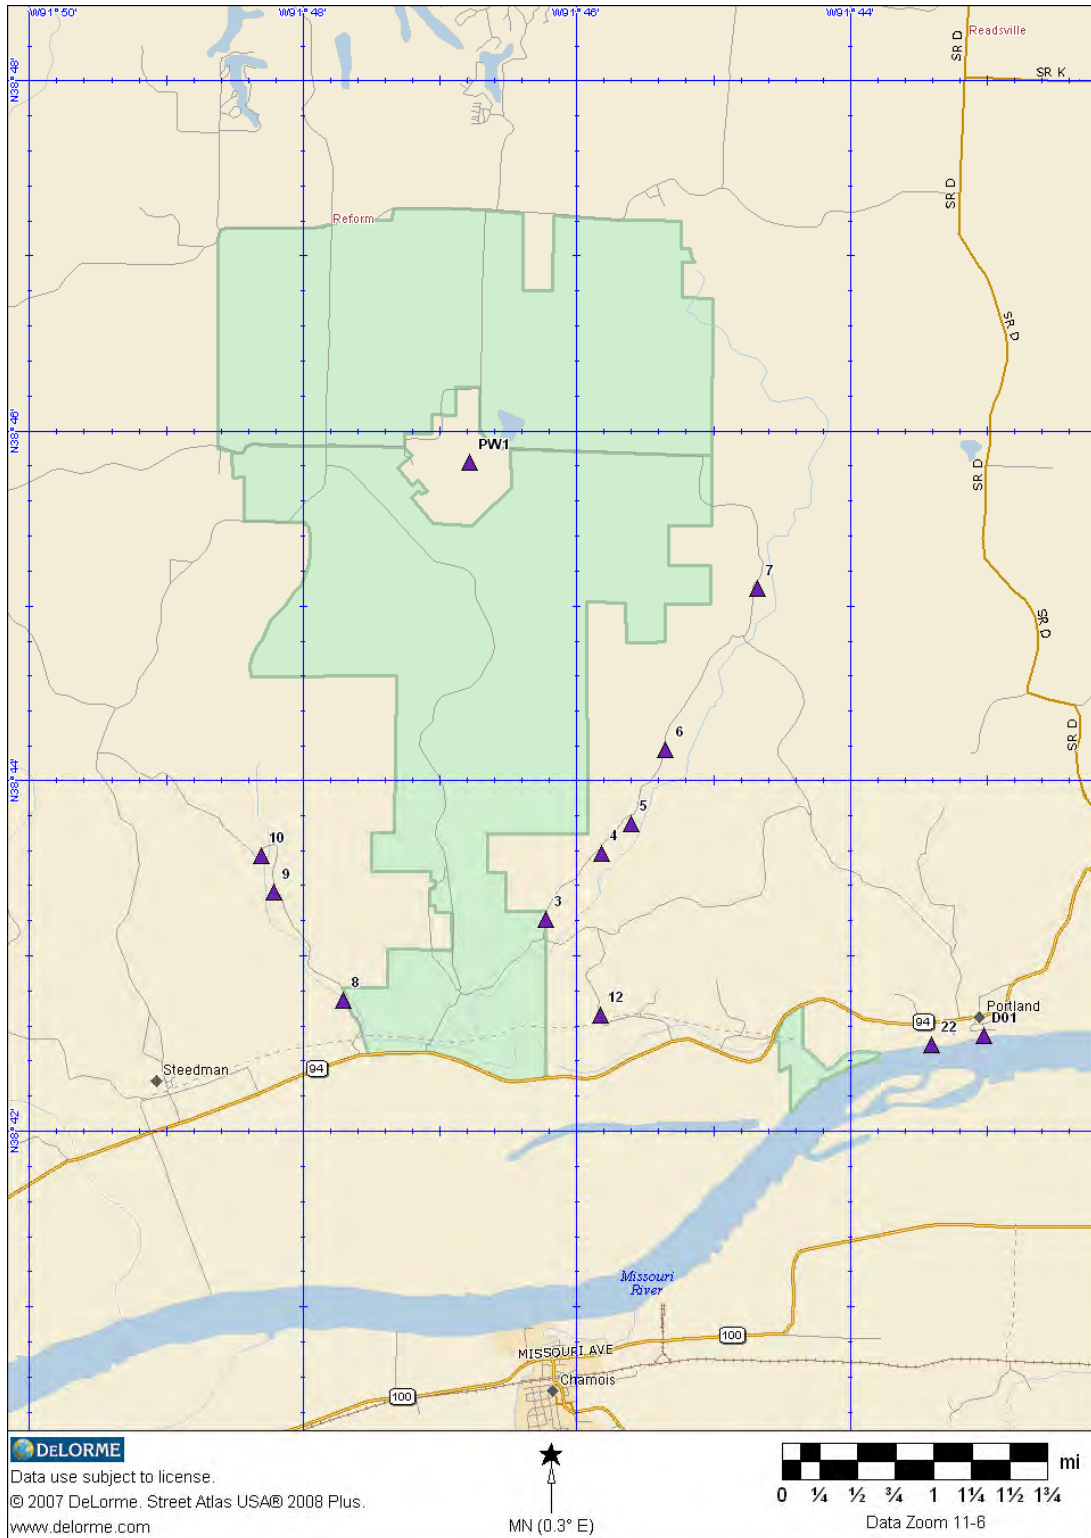 W91° 50'
W91° 48'
W91° 46'
W91° 44'
Readsville
SR D
N38° 48'
SR K
SR D
Reform
SR D
N38° 46'
PW1
SR D
7
SR D
6
SR D
N38° 44'
5
10
4
9
3
8
12
Portland
94
D01
22
Steedman
94
N38° 42'
Missouri
River
100
MISSOURI AVE
Chamois
100
DELORME
Data use subject to license.
© 2007 DeLorme. Street Atlas USA® 2008 Plus.
www.delorme.com
MN (0.3° E)
mi
0 ¼ ½ ¾ 1 1¼ 1½ 1¾
Data Zoom 11-6